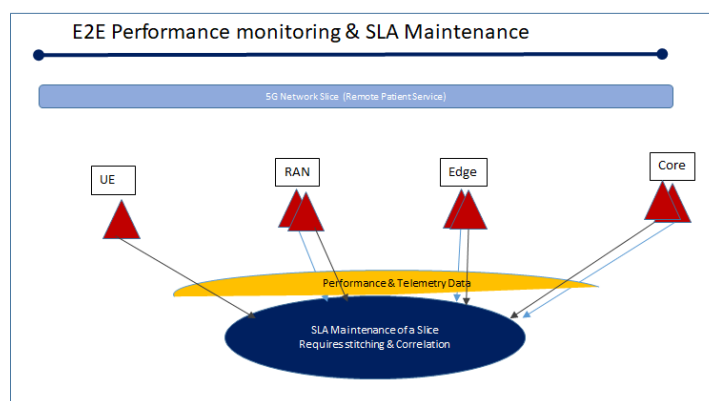 E2E Performance monitoring & SLA Maintenance
5G Network Slice (Remote Patient Service)
UE
RAN
Edge
Core
Performance & Telemetry Data
SLA Maintenance of a Slice
Requires stitching & Correlation